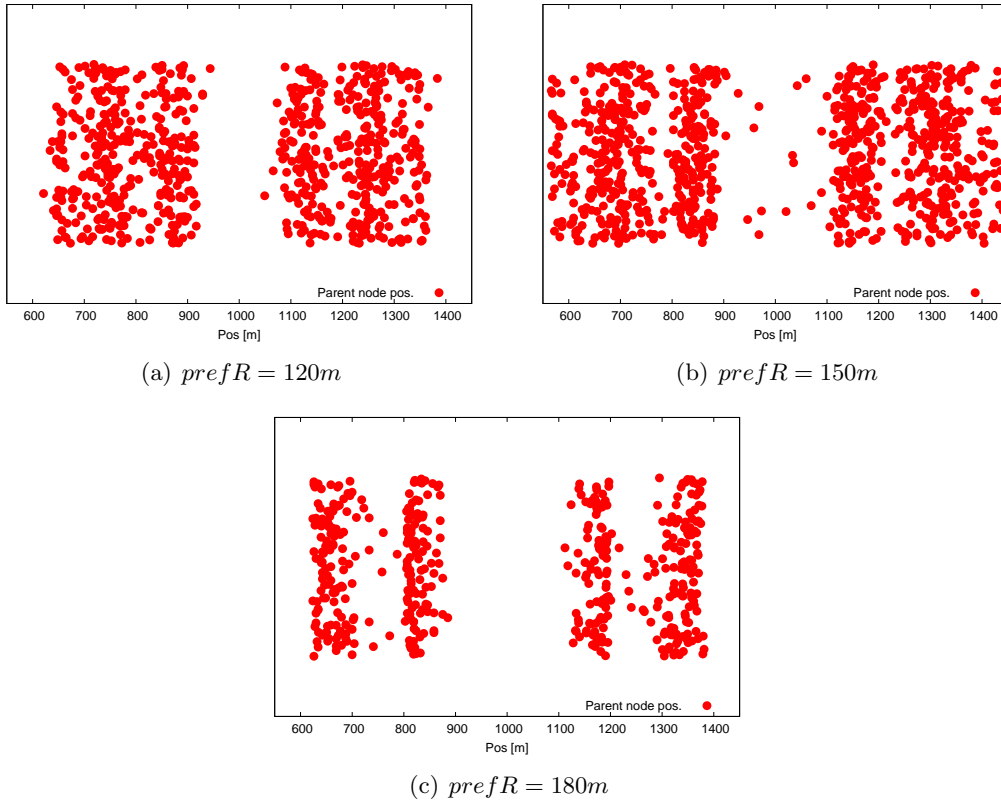 Parent node pos.
600 700 800 900 1000 1100 1200 1300 1400
Pos [m]
(a) prefR = 120m
Parent node pos.
600 700 800 900 1000 1100 1200 1300 1400
Pos [m]
(b) prefR = 150m
Parent node pos.
600 700 800 900 1000 1100 1200 1300 1400
Pos [m]
(c) prefR = 180m